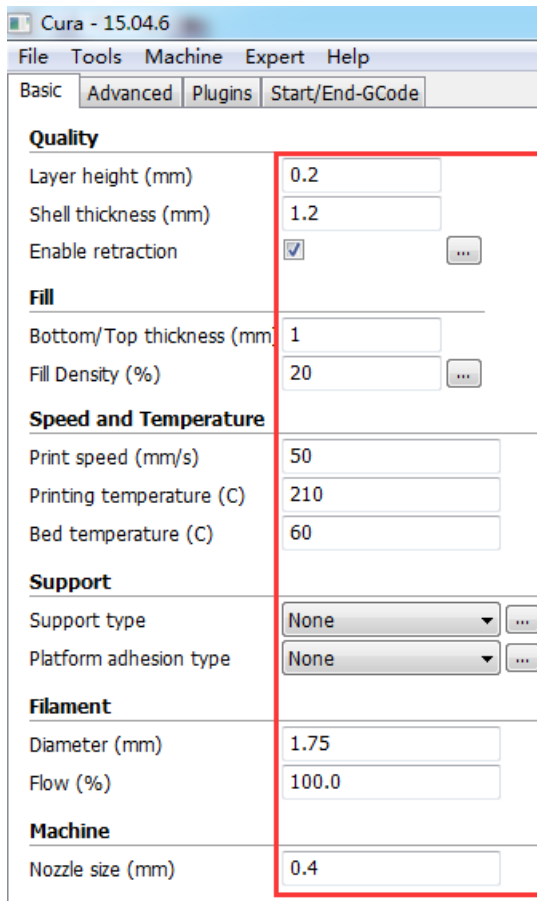 Cura - 15.04.6
File Tools Machine Expert Help
Basic Advanced Plugins Start/End-GCode
Quality
Layer height (mm) 0.2
Shell thickness (mm) 1.2
Enable retraction ...
Fill
Bottom/Top thickness (mm) 1
Fill Density (%) 20 ...
Speed and Temperature
Print speed (mm/s) 50
Printing temperature (C) 210
Bed temperature (C) 60
Support
Support type None ...
Platform adhesion type None ...
Filament
Diameter (mm) 1.75
Flow (%) 100.0
Machine
Nozzle size (mm) 0.4